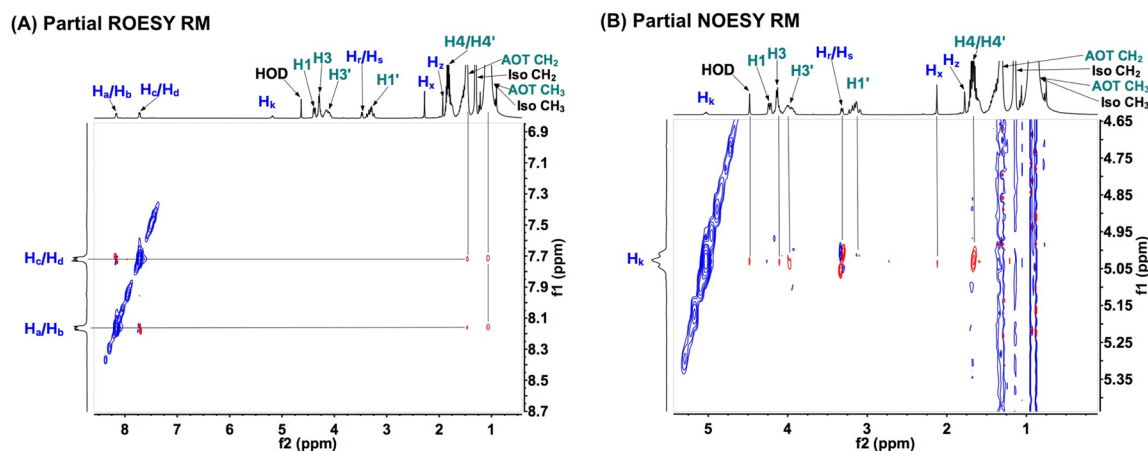 (A) Partial ROESY RM
Ha/Hb
Hc/Hd
Hk
HOD
H1
H3
H3'
Hr/Hs
H1'
Hx
Hz
H4/H4'
AOT CH2
Iso CH2
AOT CH3
Iso CH3
Hc/Hd
Ha/Hb
6.9
7.1
7.3
7.5
7.7
7.9
8.1
8.3
8.5
8.7
f1 (ppm)
8 7 6 5 4 3 2 1
f2 (ppm)
(B) Partial NOESY RM
Hk
HOD
H1
H3
H3'
Hr/Hs
H1'
Hx
Hz
H4/H4'
AOT CH2
Iso CH2
AOT CH3
Iso CH3
Hk
4.65
4.75
4.85
4.95
5.05
5.15
5.25
5.35
f1 (ppm)
5 4 3 2 1
f2 (ppm)